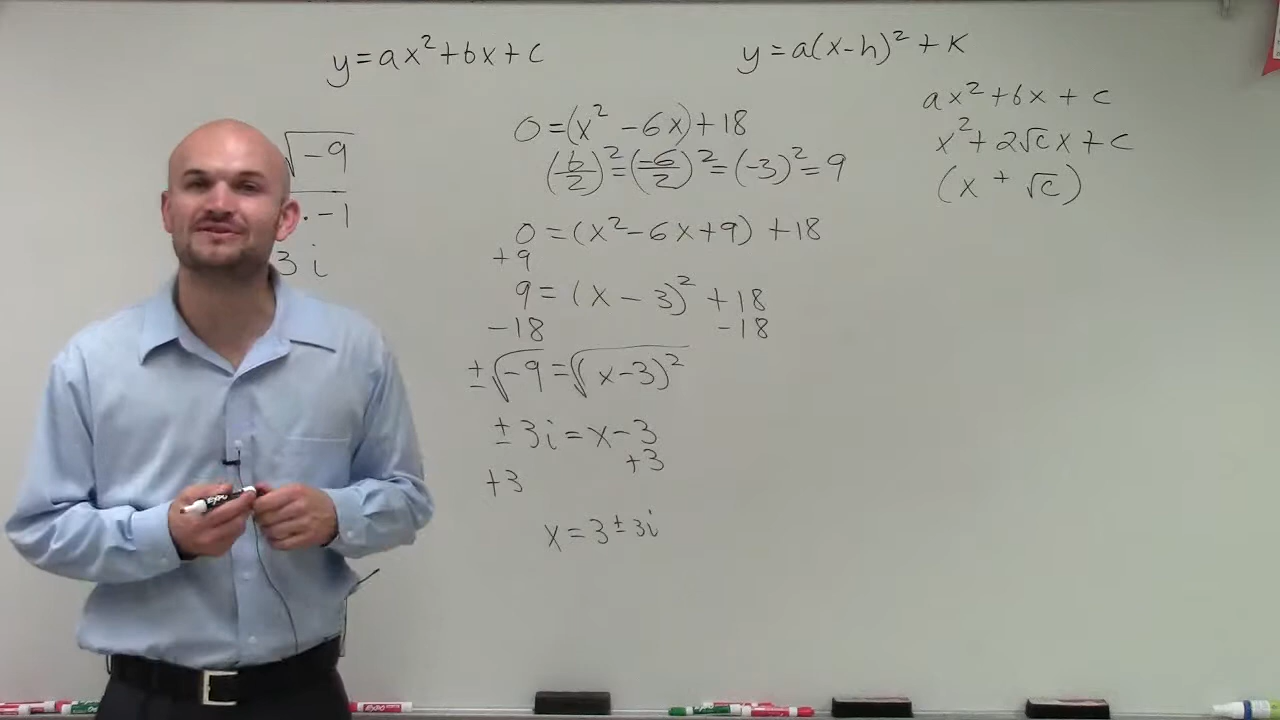 y=ax²+bx+c
y=a(x-h)²+k
ax²+bx+c
x²+2√c x+c
(x+√c)
√-9
·-1
3i
0=(x²-6x)+18
(b/2)²=(-6/2)²=(-3)²=9
0=(x²-6x+9)+18
+9
9=(x-3)²+18
-18 -18
±√-9=√(x-3)²
±3i=x-3
+3 +3
x=3±3i
EXPO